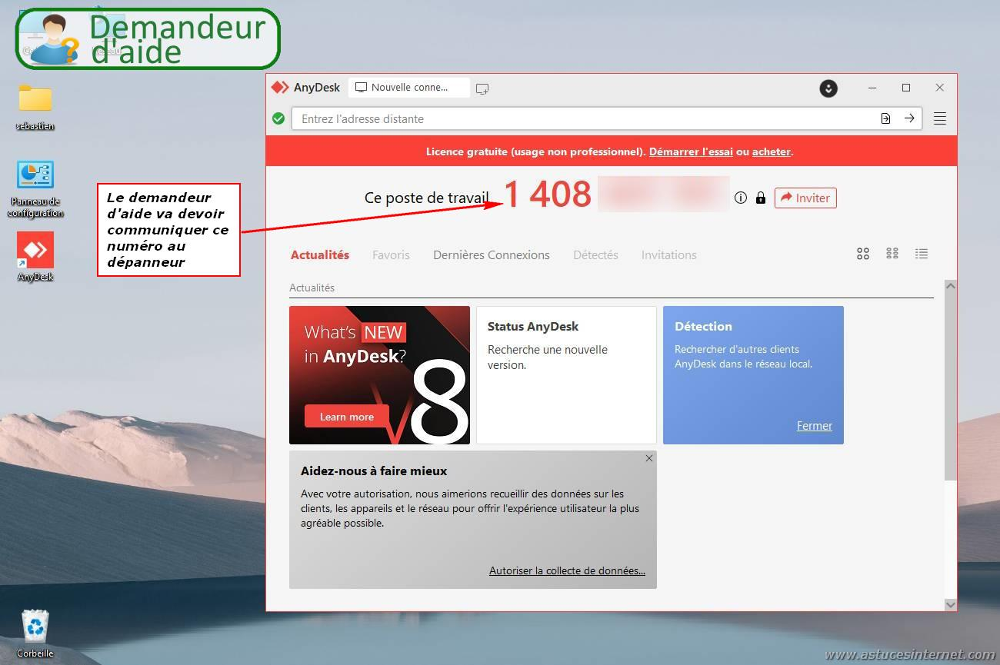 Demandeur
d'aide
sebastien
Panneau de
configuration
AnyDesk
Corbeille
Le demandeur
d'aide va devoir
communiquer ce
numéro au
dépanneur
AnyDesk
Nouvelle conne...
Entrez l'adresse distante
Licence gratuite (usage non professionnel). Démarrer l'essai ou acheter.
Ce poste de travail
1 408
Inviter
Actualités
Favoris
Dernières Connexions
Détectés
Invitations
Actualités
What's NEW
in AnyDesk?
Learn more
V8
Status AnyDesk
Recherche une nouvelle
version.
Détection
Rechercher d'autres clients
AnyDesk dans le réseau local.
Fermer
Aidez-nous à faire mieux
Avec votre autorisation, nous aimerions recueillir des données sur les
clients, les appareils et le réseau pour offrir l'expérience utilisateur la plus
agréable possible.
Autoriser la collecte de données...
www.astucesinternet.com